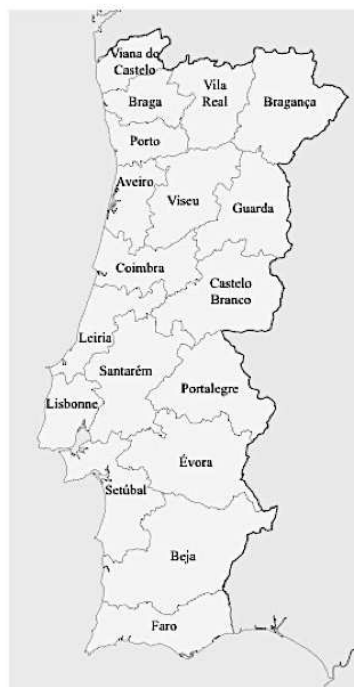 Viana do
Castelo
Braga
Vila
Real
Bragança
Porto
Aveiro
Viseu
Guarda
Coimbra
Castelo
Branco
Leiria
Santarém
Portalegre
Lisbonne
Évora
Setúbal
Beja
Faro